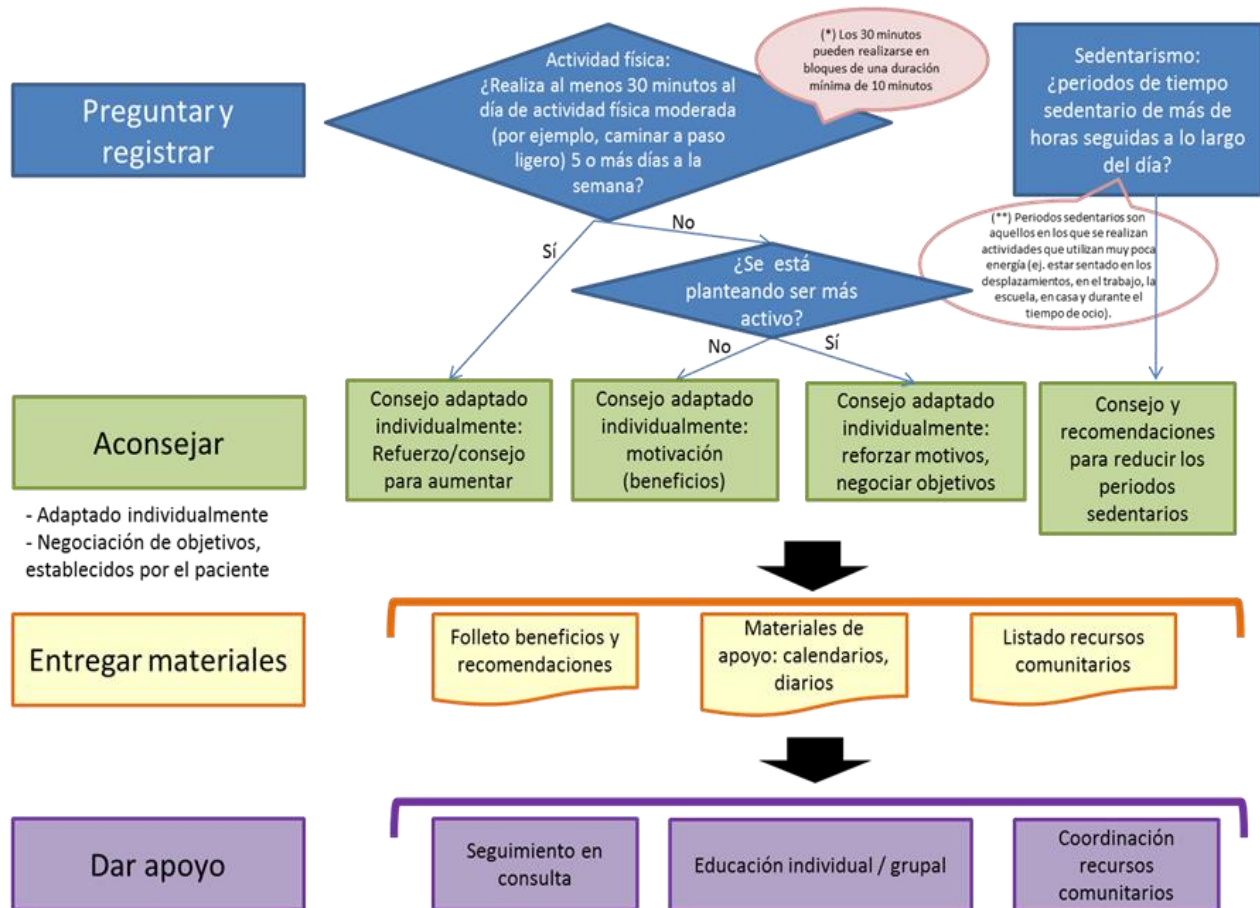 Preguntar y
registrar
Actividad física:
¿Realiza al menos 30 minutos al
día de actividad física moderada
(por ejemplo, caminar a paso
ligero) 5 o más días a la
semana?
(*) Los 30 minutos
pueden realizarse en
bloques de una duración
mínima de 10 minutos
Sedentarismo:
¿periodos de tiempo
sedentario de más de
horas seguidas a lo largo
del día?
(**) Periodos sedentarios son
aquellos en los que se realizan
actividades que utilizan muy poca
energía (ej. estar sentado en los
desplazamientos, en el trabajo, la
escuela, en casa y durante el
tiempo de ocio).
Sí
No
¿Se está
planteando ser más
activo?
No
Sí
Aconsejar
- Adaptado individualmente
- Negociación de objetivos,
establecidos por el paciente
Consejo adaptado
individualmente:
Refuerzo/consejo
para aumentar
Consejo adaptado
individualmente:
motivación
(beneficios)
Consejo adaptado
individualmente:
reforzar motivos,
negociar objetivos
Consejo y
recomendaciones
para reducir los
periodos
sedentarios
Entregar materiales
Folleto beneficios y
recomendaciones
Materiales de
apoyo: calendarios,
diarios
Listado recursos
comunitarios
Dar apoyo
Seguimiento en
consulta
Educación individual / grupal
Coordinación
recursos
comunitarios